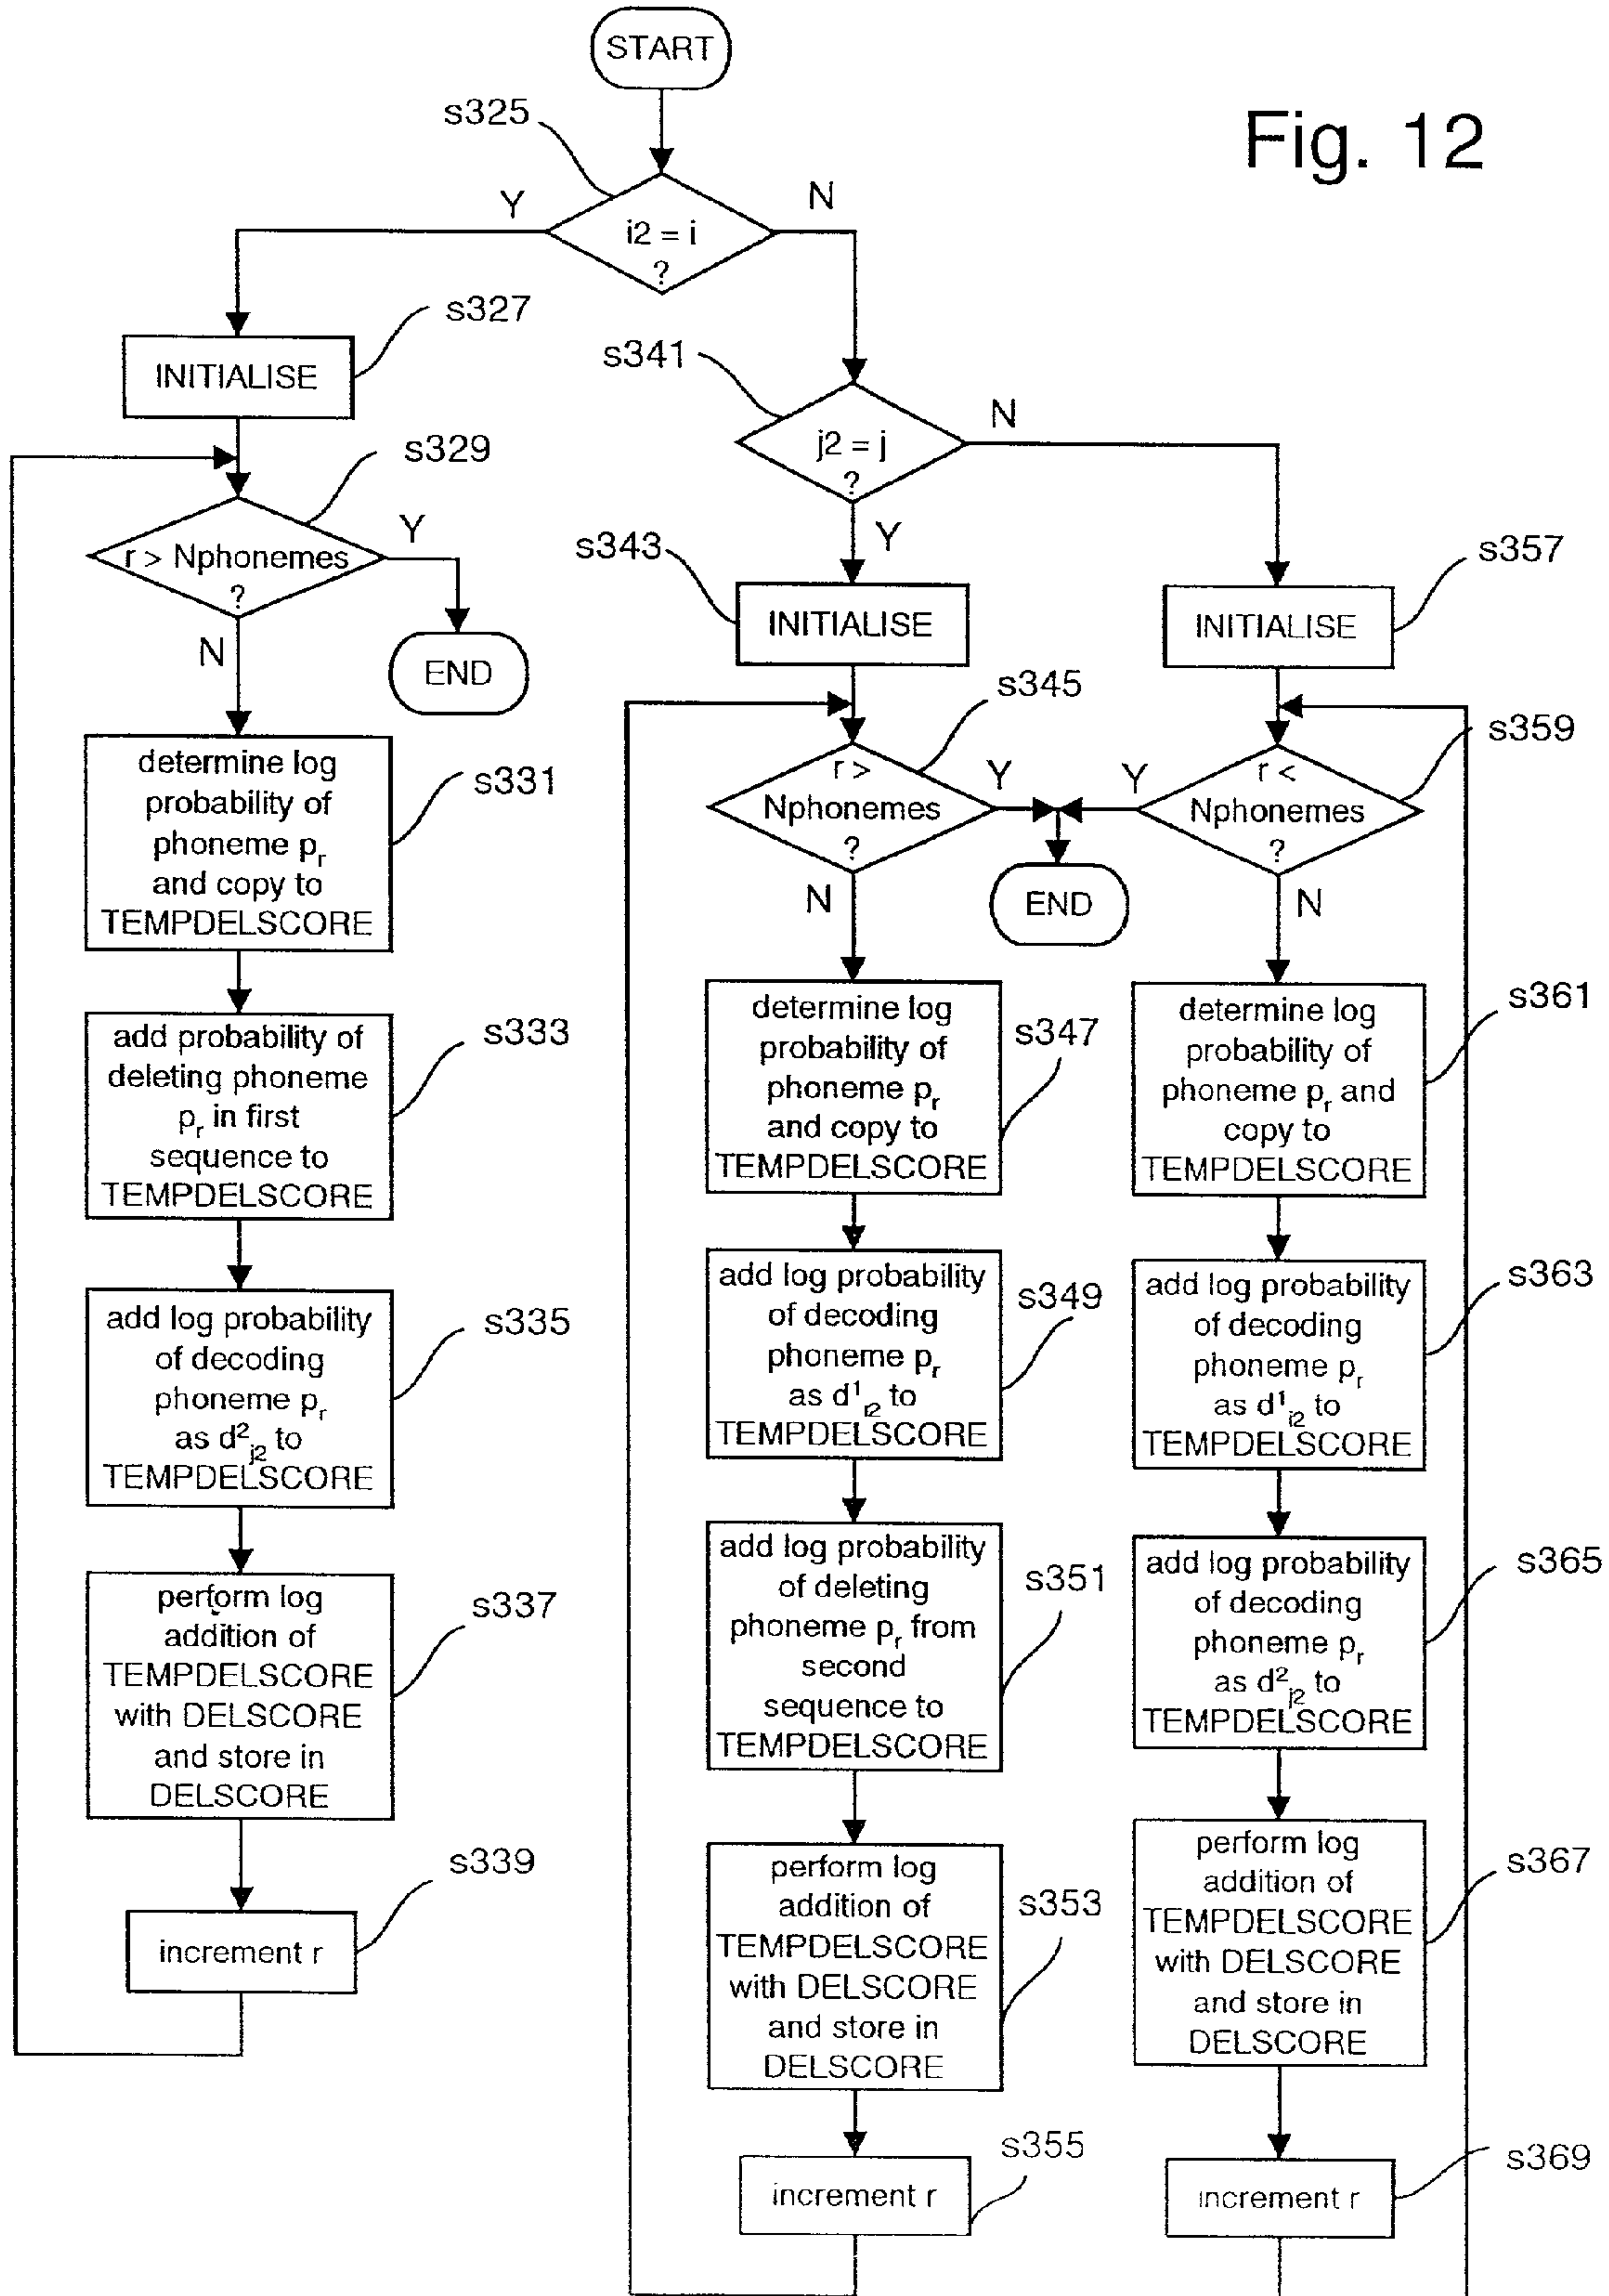 Fig. 12
START
s325
Y
N
i2 = i
?
s327
INITIALISE
s329
r > Nphonemes
?
Y
N
END
determine log
probability of
phoneme pᵣ
and copy to
TEMPDELSCORE
s331
add probability of
deleting phoneme
pᵣ in first
sequence to
TEMPDELSCORE
s333
add log probability
of decoding
phoneme pᵣ
as d²ⱼ₂ to
TEMPDELSCORE
s335
perform log
addition of
TEMPDELSCORE
with DELSCORE
and store in
DELSCORE
s337
increment r
s339
s341
j2 = j
?
N
Y
s343
INITIALISE
s345
r >
Nphonemes
?
Y
N
END
determine log
probability of
phoneme pᵣ
and copy to
TEMPDELSCORE
s347
add log probability
of decoding
phoneme pᵣ
as d¹ᵢ₂ to
TEMPDELSCORE
s349
add log probability
of deleting
phoneme pᵣ from
second
sequence to
TEMPDELSCORE
s351
perform log
addition of
TEMPDELSCORE
with DELSCORE
and store in
DELSCORE
s353
increment r
s355
s357
INITIALISE
s359
r <
Nphonemes
?
Y
N
determine log
probability of
phoneme pᵣ and
copy to
TEMPDELSCORE
s361
add log probability
of decoding
phoneme pᵣ
as d¹ᵢ₂ to
TEMPDELSCORE
s363
add log probability
of decoding
phoneme pᵣ
as d²ⱼ₂ to
TEMPDELSCORE
s365
perform log
addition of
TEMPDELSCORE
with DELSCORE
and store in
DELSCORE
s367
increment r
s369